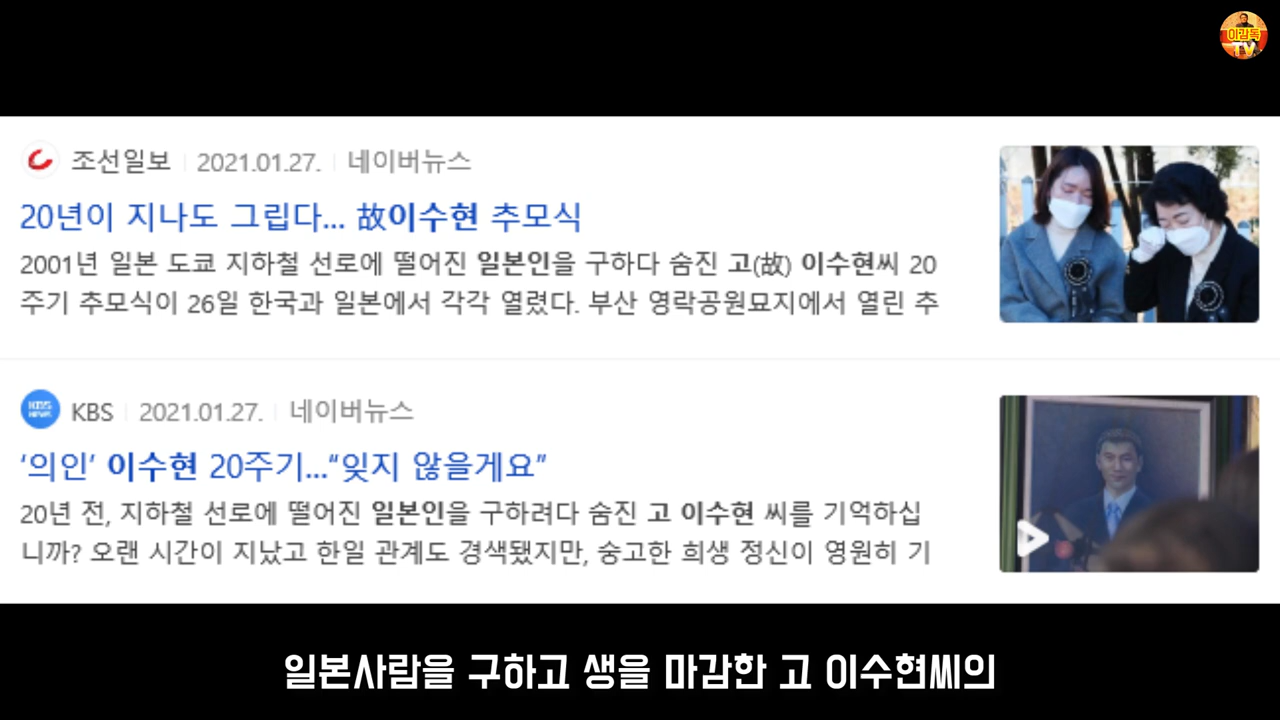 이감독
TV
조선일보 2021.01.27. 네이버뉴스
20년이 지나도 그립다... 故이수현 추모식
2001년 일본 도쿄 지하철 선로에 떨어진 일본인을 구하다 숨진 고(故) 이수현씨 20
주기 추모식이 26일 한국과 일본에서 각각 열렸다. 부산 영락공원묘지에서 열린 추
KBS NEWS
KBS 2021.01.27. 네이버뉴스
‘의인’ 이수현 20주기...“잊지 않을게요”
20년 전, 지하철 선로에 떨어진 일본인을 구하려다 숨진 고 이수현 씨를 기억하십
니까? 오랜 시간이 지났고 한일 관계도 경색됐지만, 숭고한 희생 정신이 영원히 기
일본사람을 구하고 생을 마감한 고 이수현씨의